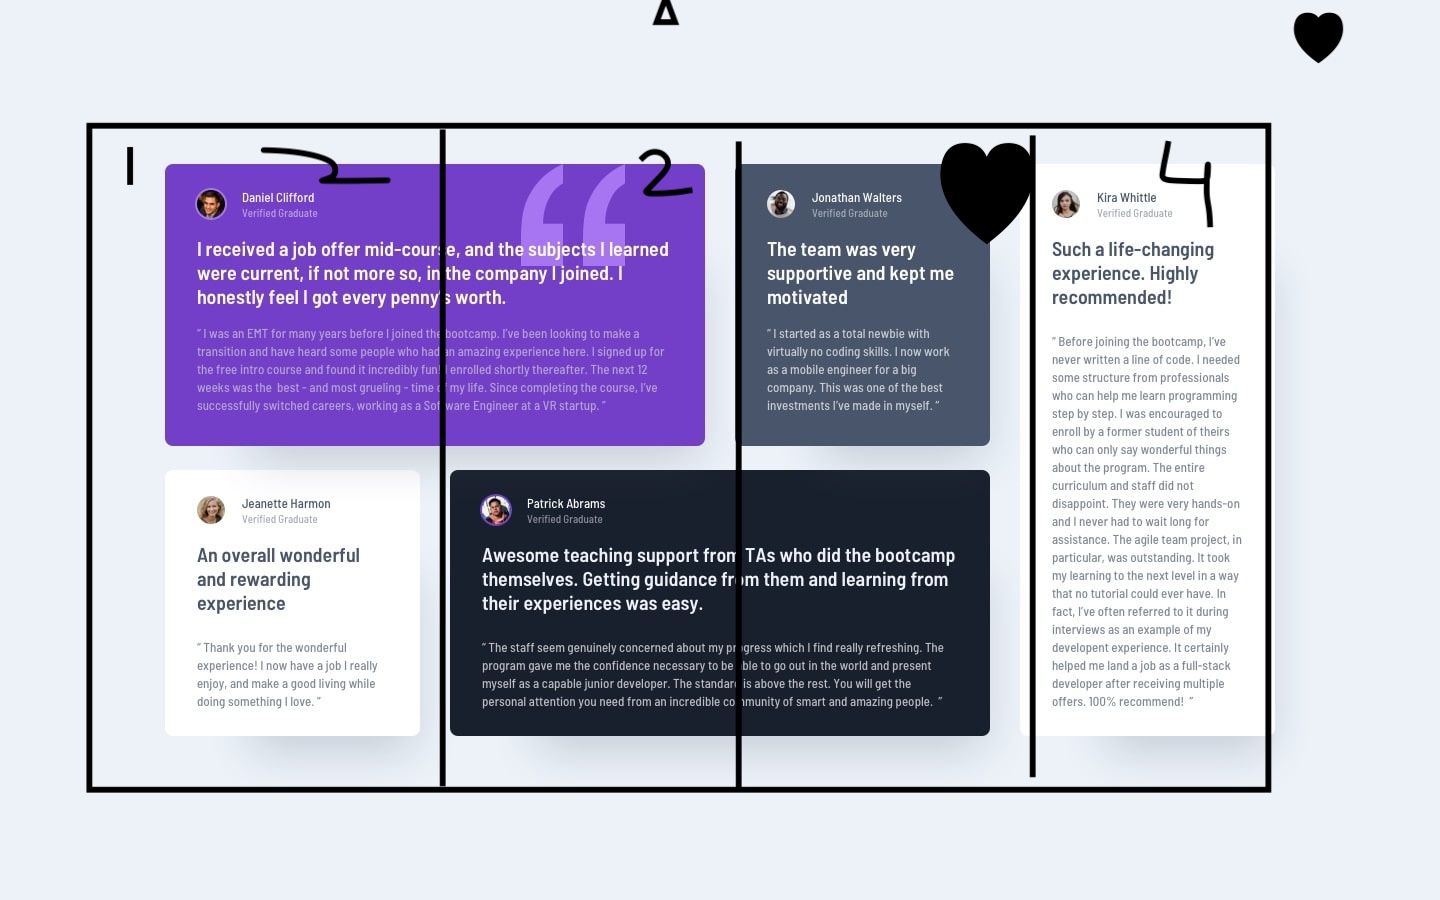 1
2
4
Daniel Clifford
Verified Graduate
I received a job offer mid-course, and the subjects I learned
were current, if not more so, in the company I joined. I
honestly feel I got every penny’s worth.
“ I was an EMT for many years before I joined the bootcamp. I’ve been looking to make a
transition and have heard some people who had an amazing experience here. I signed up for
the free intro course and found it incredibly fun! I enrolled shortly thereafter. The next 12
weeks was the best - and most grueling - time of my life. Since completing the course, I’ve
successfully switched careers, working as a Software Engineer at a VR startup. ”
Jonathan Walters
Verified Graduate
The team was very
supportive and kept me
motivated
“ I started as a total newbie with
virtually no coding skills. I now work
as a mobile engineer for a big
company. This was one of the best
investments I’ve made in myself. ”
Kira Whittle
Verified Graduate
Such a life-changing
experience. Highly
recommended!
“ Before joining the bootcamp, I’ve
never written a line of code. I needed
some structure from professionals
who can help me learn programming
step by step. I was encouraged to
enroll by a former student of theirs
who can only say wonderful things
about the program. The entire
curriculum and staff did not
disappoint. They were very hands-on
and I never had to wait long for
assistance. The agile team project, in
particular, was outstanding. It took
my learning to the next level in a way
that no tutorial could ever have. In
fact, I’ve often referred to it during
interviews as an example of my
developent experience. It certainly
helped me land a job as a full-stack
developer after receiving multiple
offers. 100% recommend! ”
Jeanette Harmon
Verified Graduate
An overall wonderful
and rewarding
experience
“ Thank you for the wonderful
experience! I now have a job I really
enjoy, and make a good living while
doing something I love. ”
Patrick Abrams
Verified Graduate
Awesome teaching support from TAs who did the bootcamp
themselves. Getting guidance from them and learning from
their experiences was easy.
“ The staff seem genuinely concerned about my progress which I find really refreshing. The
program gave me the confidence necessary to be able to go out in the world and present
myself as a capable junior developer. The standard is above the rest. You will get the
personal attention you need from an incredible community of smart and amazing people. ”